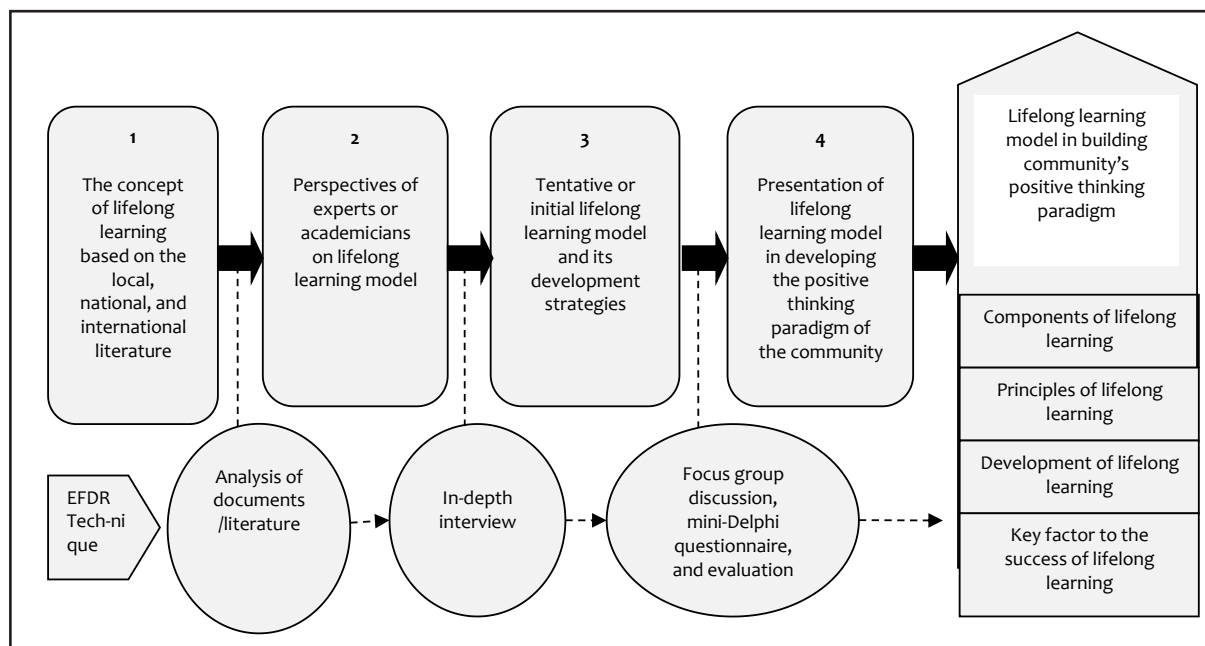 1
The concept
of lifelong
learning
based on the
local,
national, and
international
literature
2
Perspectives of
experts or
academicians
on lifelong
learning model
3
Tentative or
initial lifelong
learning model
and its
development
strategies
4
Presentation of
lifelong
learning model
in developing
the positive
thinking
paradigm of
the community
Lifelong learning
model in building
community's
positive thinking
paradigm
Components of lifelong
learning
Principles of lifelong
learning
Development of lifelong
learning
Key factor to the
success of lifelong
learning
EFDR
Tech-ni
que
Analysis of
documents
/literature
In-depth
interview
Focus group
discussion,
mini-Delphi
questionnaire,
and evaluation